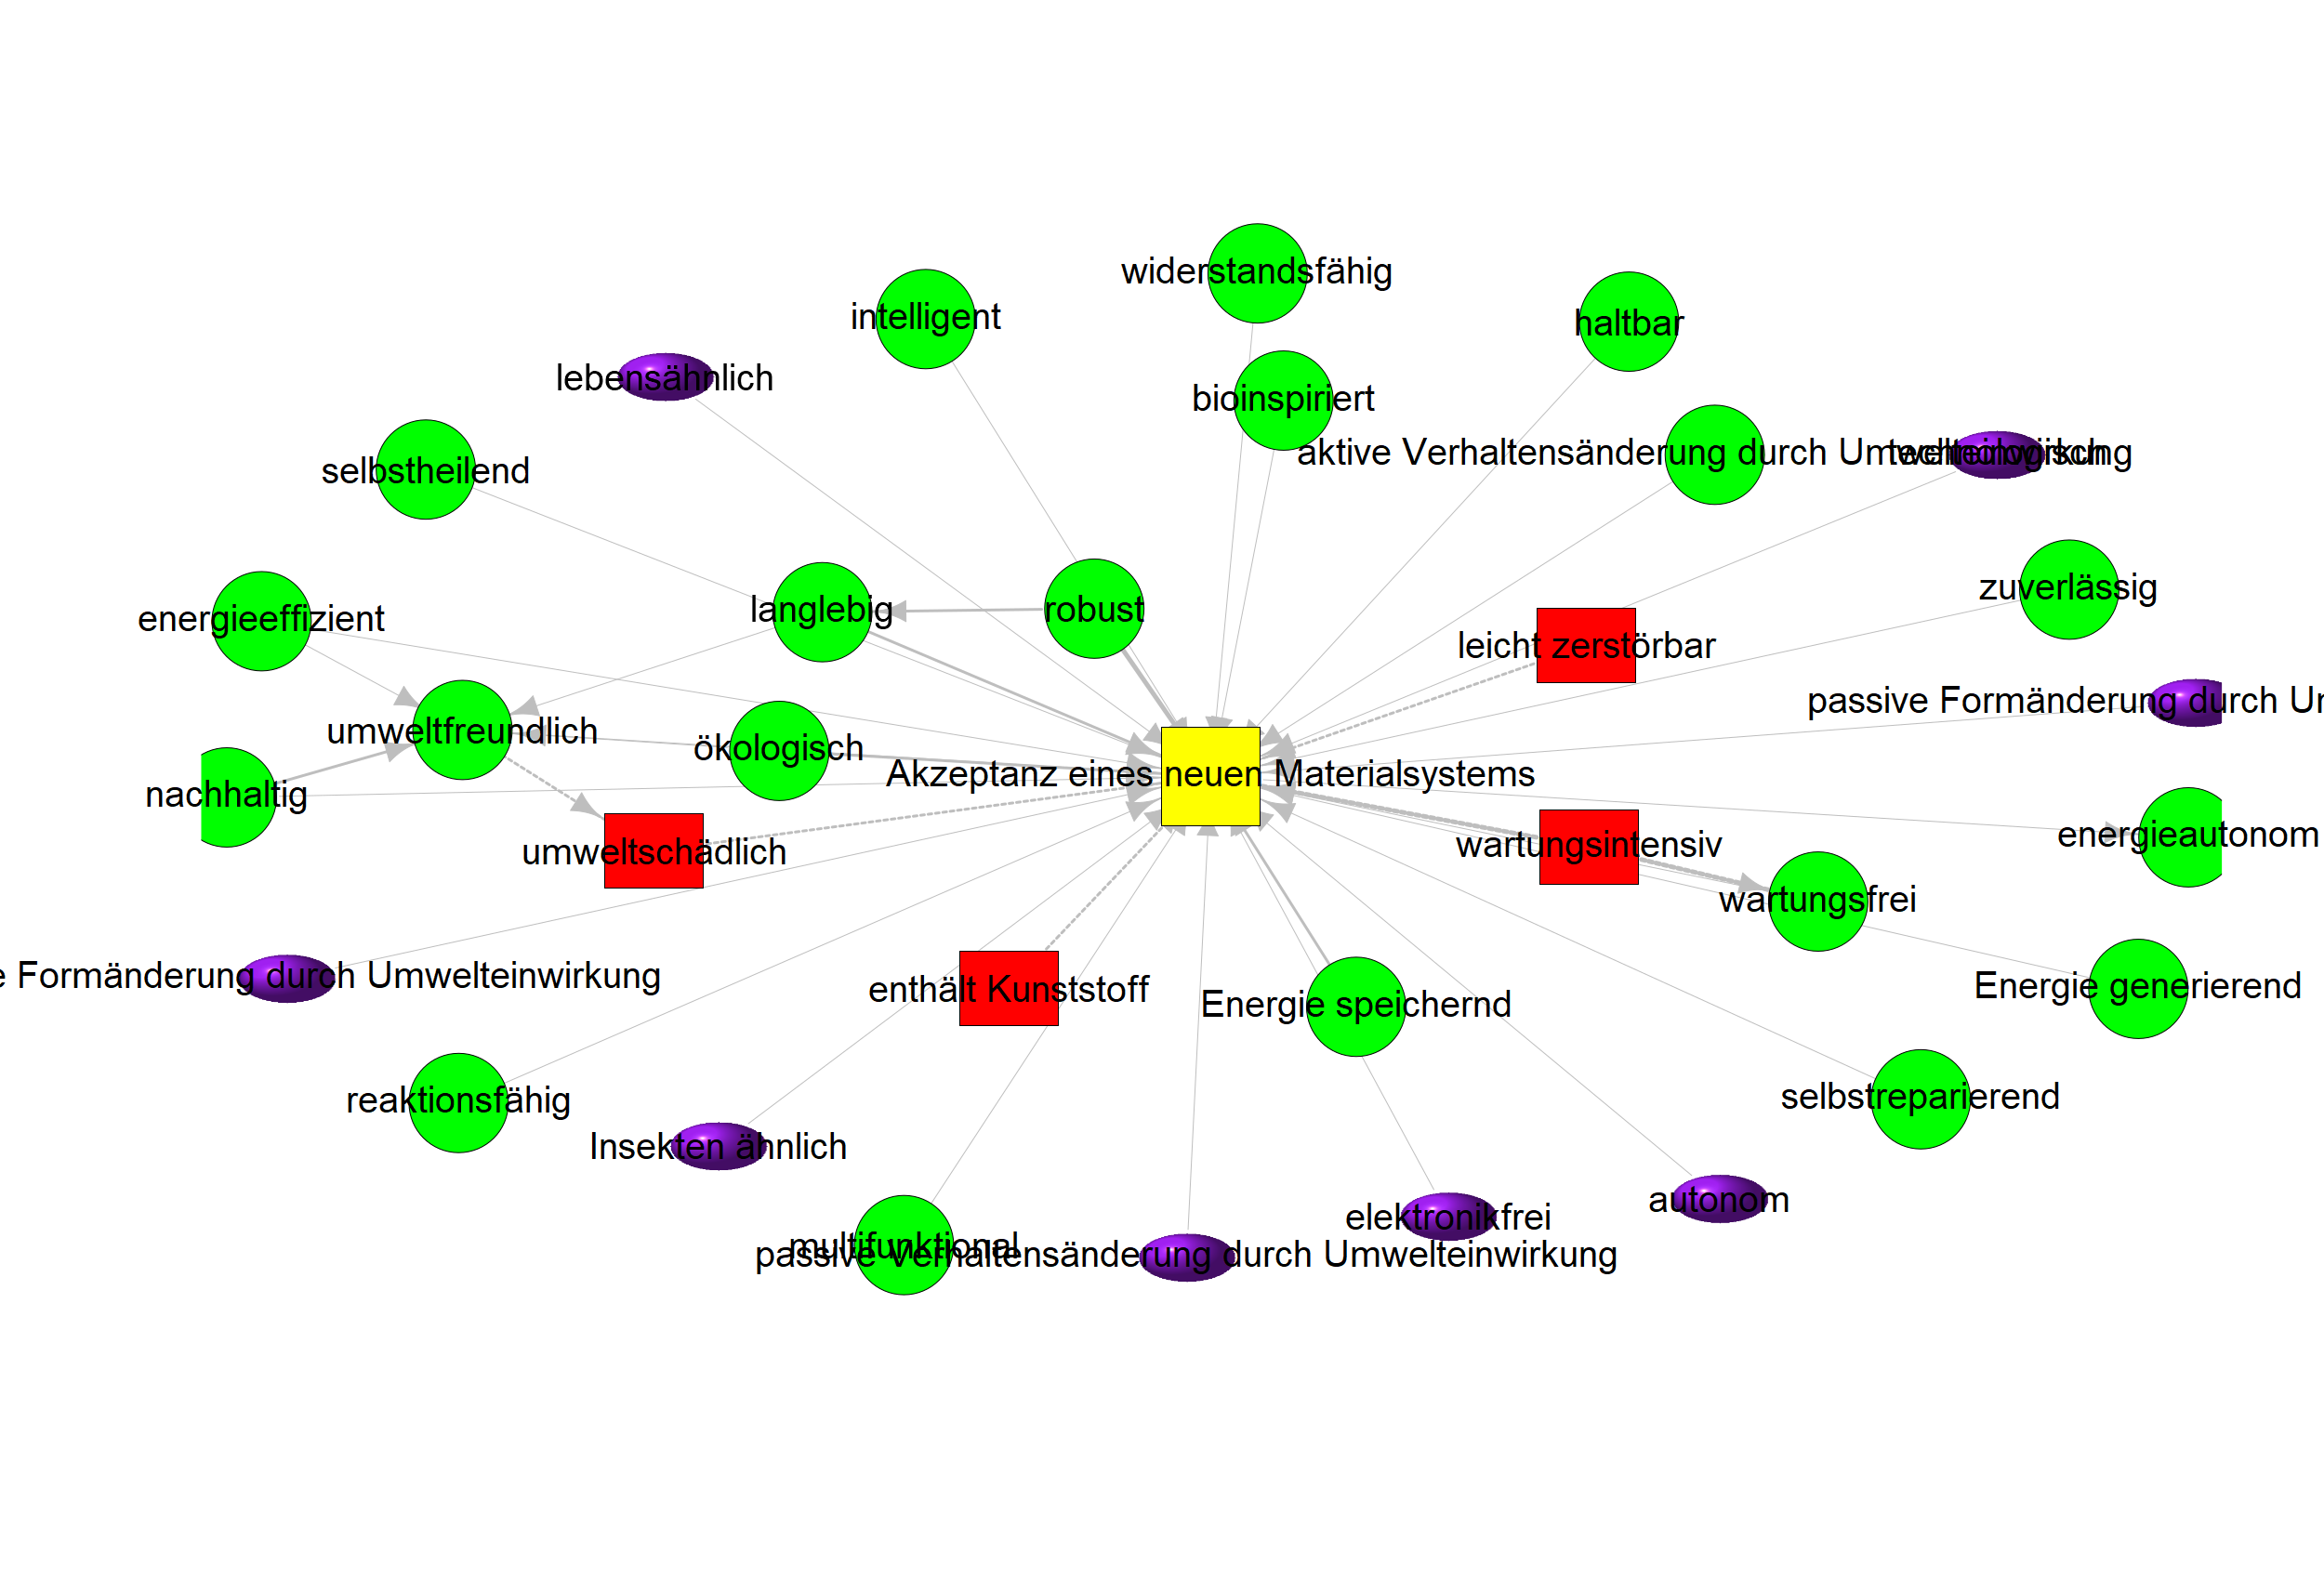 widerstandsfähig
intelligent
haltbar
lebensähnlich
bioinspiriert
aktive Verhaltensänderung durch Umwelteinwirkung
technologisch
selbstheilend
zuverlässig
energieeffizient
langlebig
robust
leicht zerstörbar
passive Formänderung durch
umweltfreundlich
ökologisch
Akzeptanz eines neuen Materialsystems
nachhaltig
energieautonom
umweltschädlich
wartungsintensiv
wartungsfrei
Formänderung durch Umwelteinwirkung
enthält Kunststoff
Energie speichernd
Energie generierend
reaktionsfähig
selbstreparierend
Insekten ähnlich
autonom
elektronikfrei
multifunktional
passive Verhaltensänderung durch Umwelteinwirkung